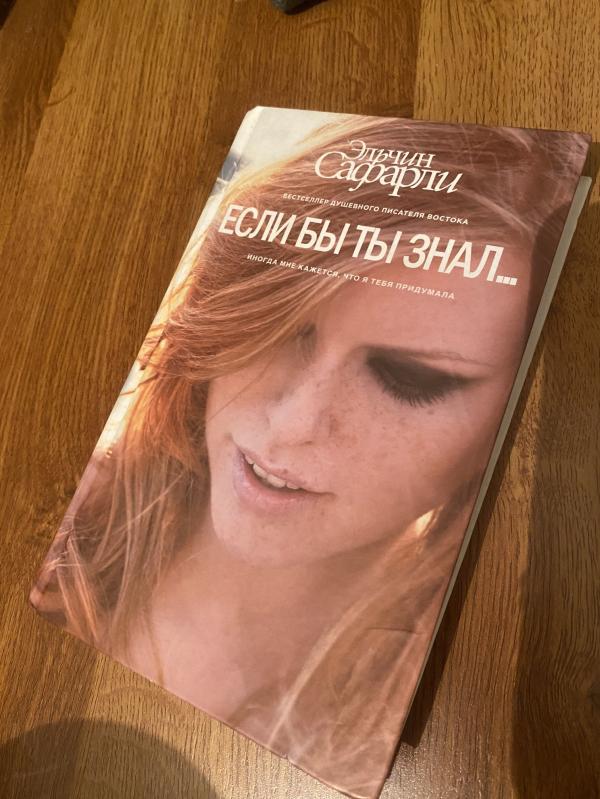 Эльчин
Сафарли
БЕСТСЕЛЛЕР ДУШЕВНОГО ПИСАТЕЛЯ ВОСТОКА
ЕСЛИ БЫ ТЫ ЗНАЛ...
ИНОГДА МНЕ КАЖЕТСЯ, ЧТО Я ТЕБЯ ПРИДУМАЛА